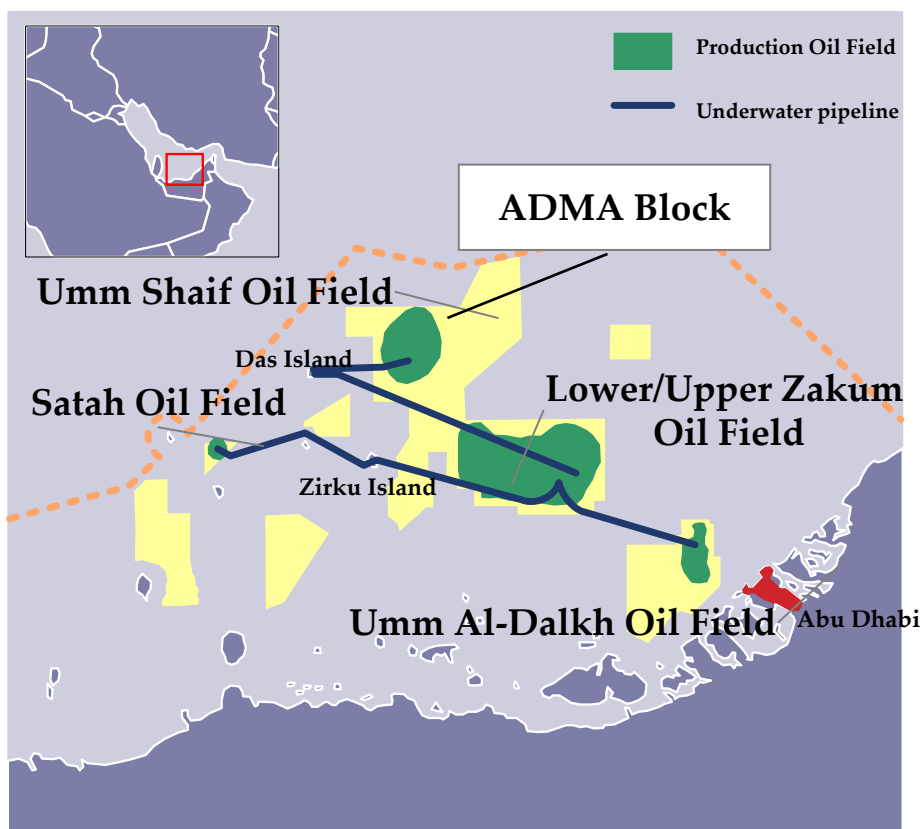 Production Oil Field
Underwater pipeline
ADMA Block
Umm Shaif Oil Field
Das Island
Satah Oil Field
Lower/Upper Zakum
Oil Field
Zirku Island
Umm Al-Dalkh Oil Field
Abu Dhabi